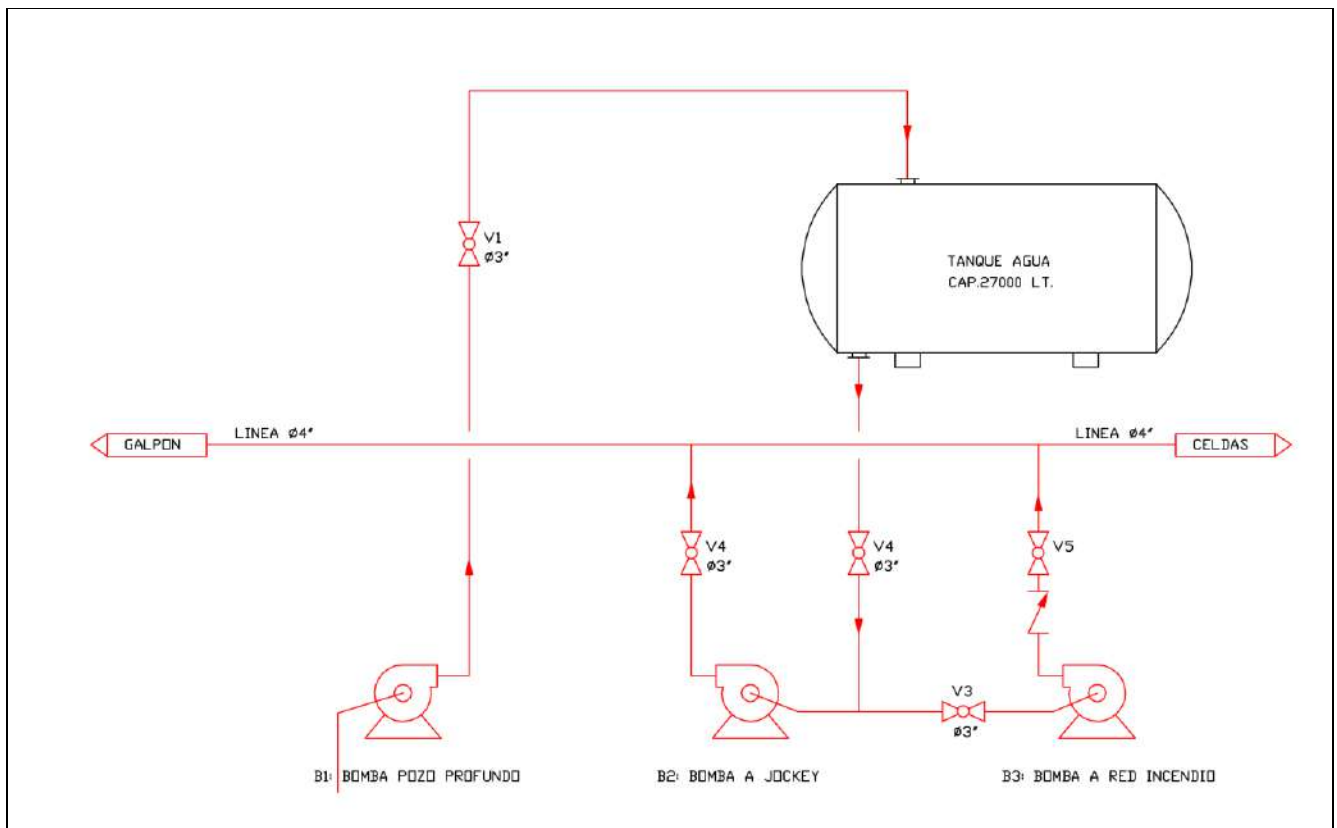 V1
Ø3"
TANQUE AGUA
CAP.27000 LT.
GALPON
LINEA Ø4"
LINEA Ø4"
CELDAS
V4
Ø3"
V4
Ø3"
V5
V3
Ø3"
B1: BOMBA POZO PROFUNDO
B2: BOMBA A JOCKEY
B3: BOMBA A RED INCENDIO